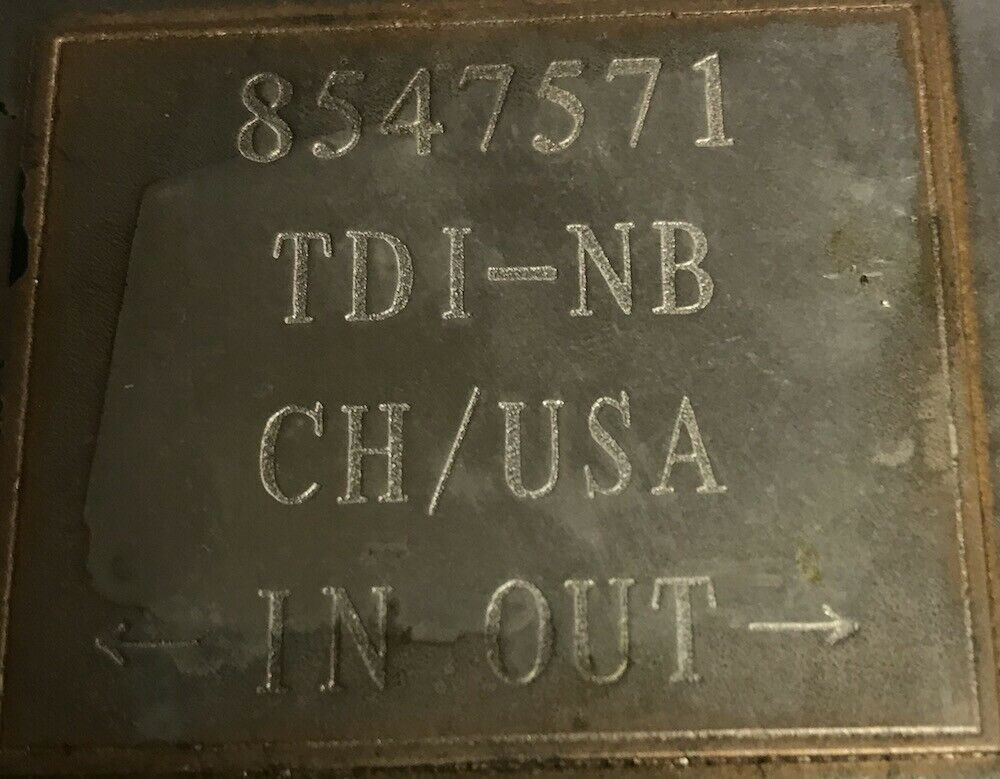 8547571
TDI-NB
CH/USA
← IN OUT →